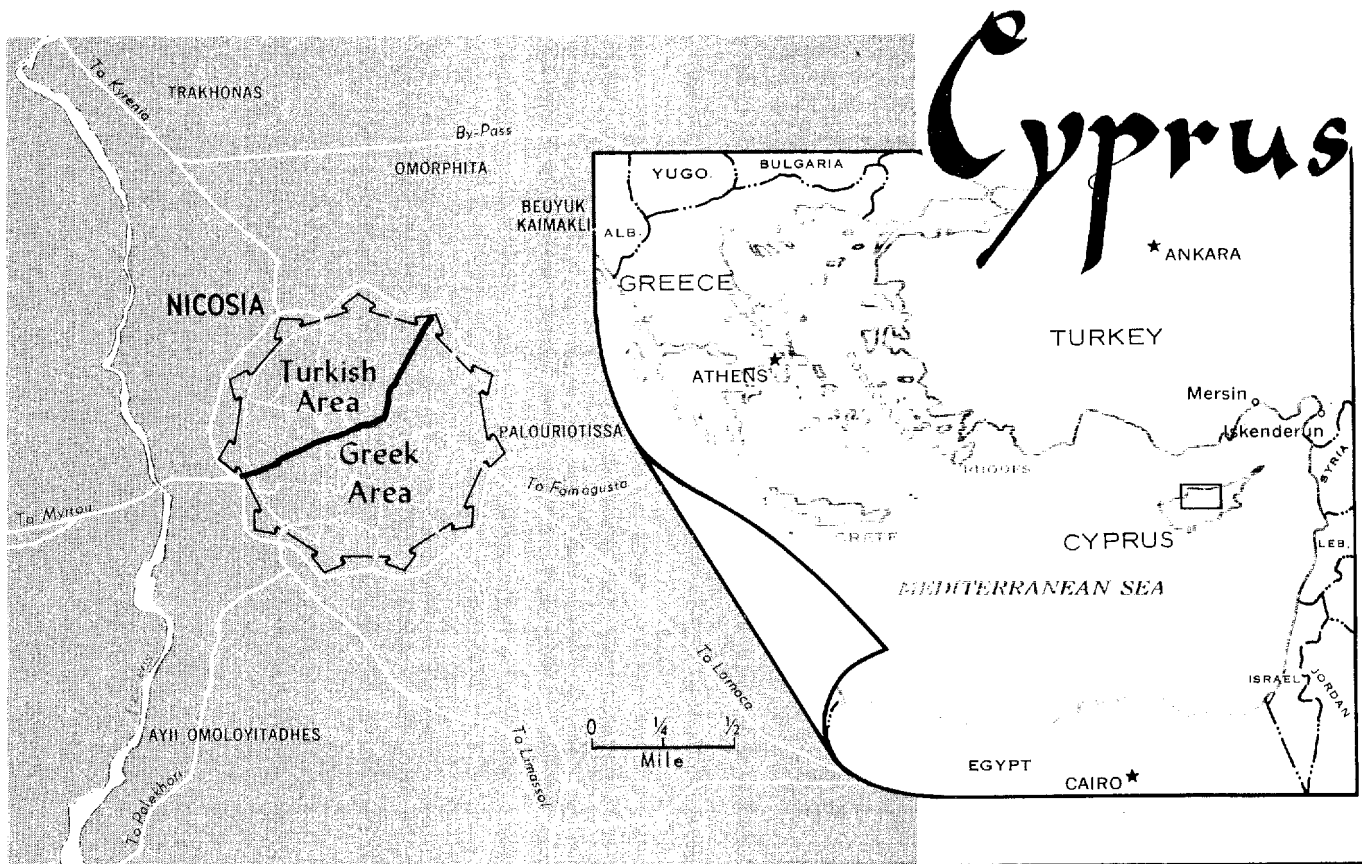 Cyprus
To Kyrenia
TRAKHONAS
By-Pass
OMORPHITA
BEUYUK
KAIMAKLI
NICOSIA
Turkish
Area
Greek
Area
PALOURIOTISSA
To Famagusta
To Myrtou
AYII OMOLOYITADHES
To Palekhori
To Limassol
To Larnaca
0 1/4 1/2
Mile
YUGO.
BULGARIA
ALB.
GREECE
ANKARA
TURKEY
ATHENS
Mersin
Iskenderun
RHODES
SYRIA
CRETE
CYPRUS
LEB.
MEDITERRANEAN SEA
ISRAEL
JORDAN
EGYPT
CAIRO